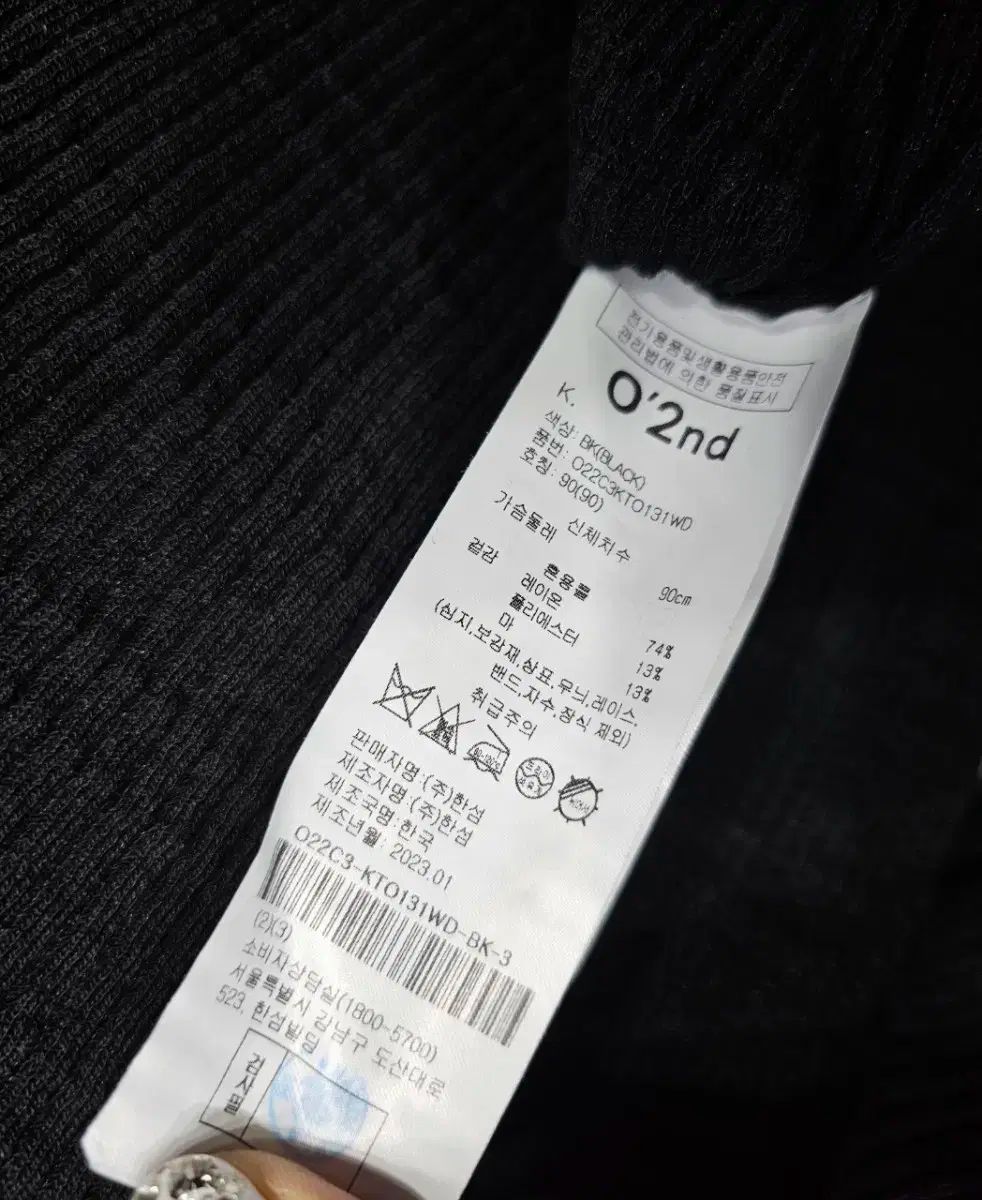 전기용품및생활용품안전
관리법에 의한 품질표시
K. O'2nd
색상: BK(BLACK)
품번: O22C3KTO131WD
호칭: 90(90)
신체치수
가슴둘레 90cm
혼용률
겉감 레이온 74%
폴리에스터 13%
마 13%
(심지,보강재,상표,무늬,레이스,
밴드,자수,장식 제외)
취급주의
판매자명:(주)한섬
제조자명:(주)한섬
제조국명:한국
제조년월: 2023.01
O22C3-KTO131WD-BK-3
(2)(3)
소비자상담실(1800-5700)
서울특별시 강남구 도산대로
523, 한섬빌딩
검사필